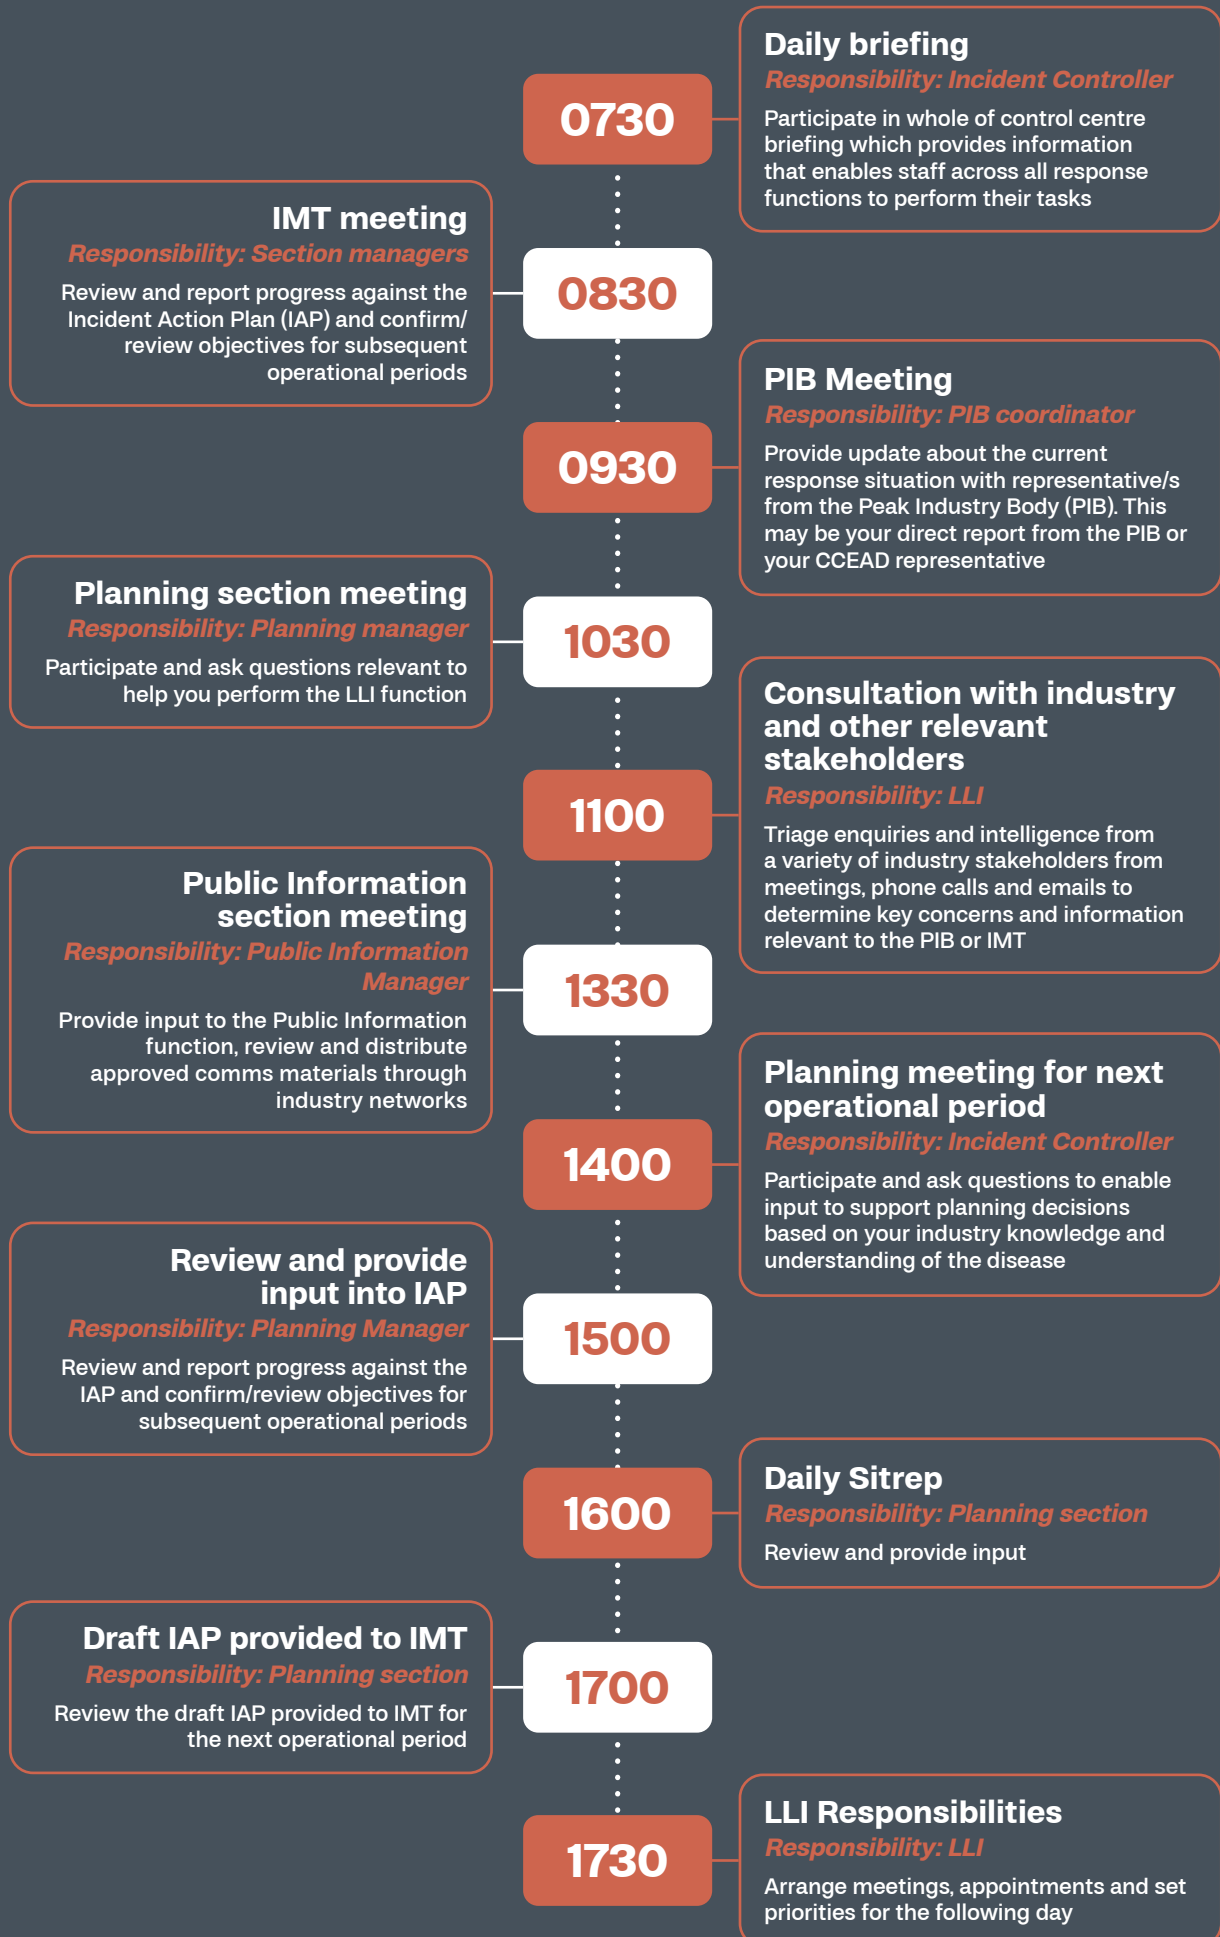 0730
Daily briefing
Responsibility: Incident Controller
Participate in whole of control centre
briefing which provides information
that enables staff across all response
functions to perform their tasks
0830
IMT meeting
Responsibility: Section managers
Review and report progress against the
Incident Action Plan (IAP) and confirm/
review objectives for subsequent
operational periods
0930
PIB Meeting
Responsibility: PIB coordinator
Provide update about the current
response situation with representative/s
from the Peak Industry Body (PIB). This
may be your direct report from the PIB or
your CCEAD representative
1030
Planning section meeting
Responsibility: Planning manager
Participate and ask questions relevant to
help you perform the LLI function
1100
Consultation with industry
and other relevant
stakeholders
Responsibility: LLI
Triage enquiries and intelligence from
a variety of industry stakeholders from
meetings, phone calls and emails to
determine key concerns and information
relevant to the PIB or IMT
1330
Public Information
section meeting
Responsibility: Public Information
Manager
Provide input to the Public Information
function, review and distribute
approved comms materials through
industry networks
1400
Planning meeting for next
operational period
Responsibility: Incident Controller
Participate and ask questions to enable
input to support planning decisions
based on your industry knowledge and
understanding of the disease
1500
Review and provide
input into IAP
Responsibility: Planning Manager
Review and report progress against the
IAP and confirm/review objectives for
subsequent operational periods
1600
Daily Sitrep
Responsibility: Planning section
Review and provide input
1700
Draft IAP provided to IMT
Responsibility: Planning section
Review the draft IAP provided to IMT for
the next operational period
1730
LLI Responsibilities
Responsibility: LLI
Arrange meetings, appointments and set
priorities for the following day